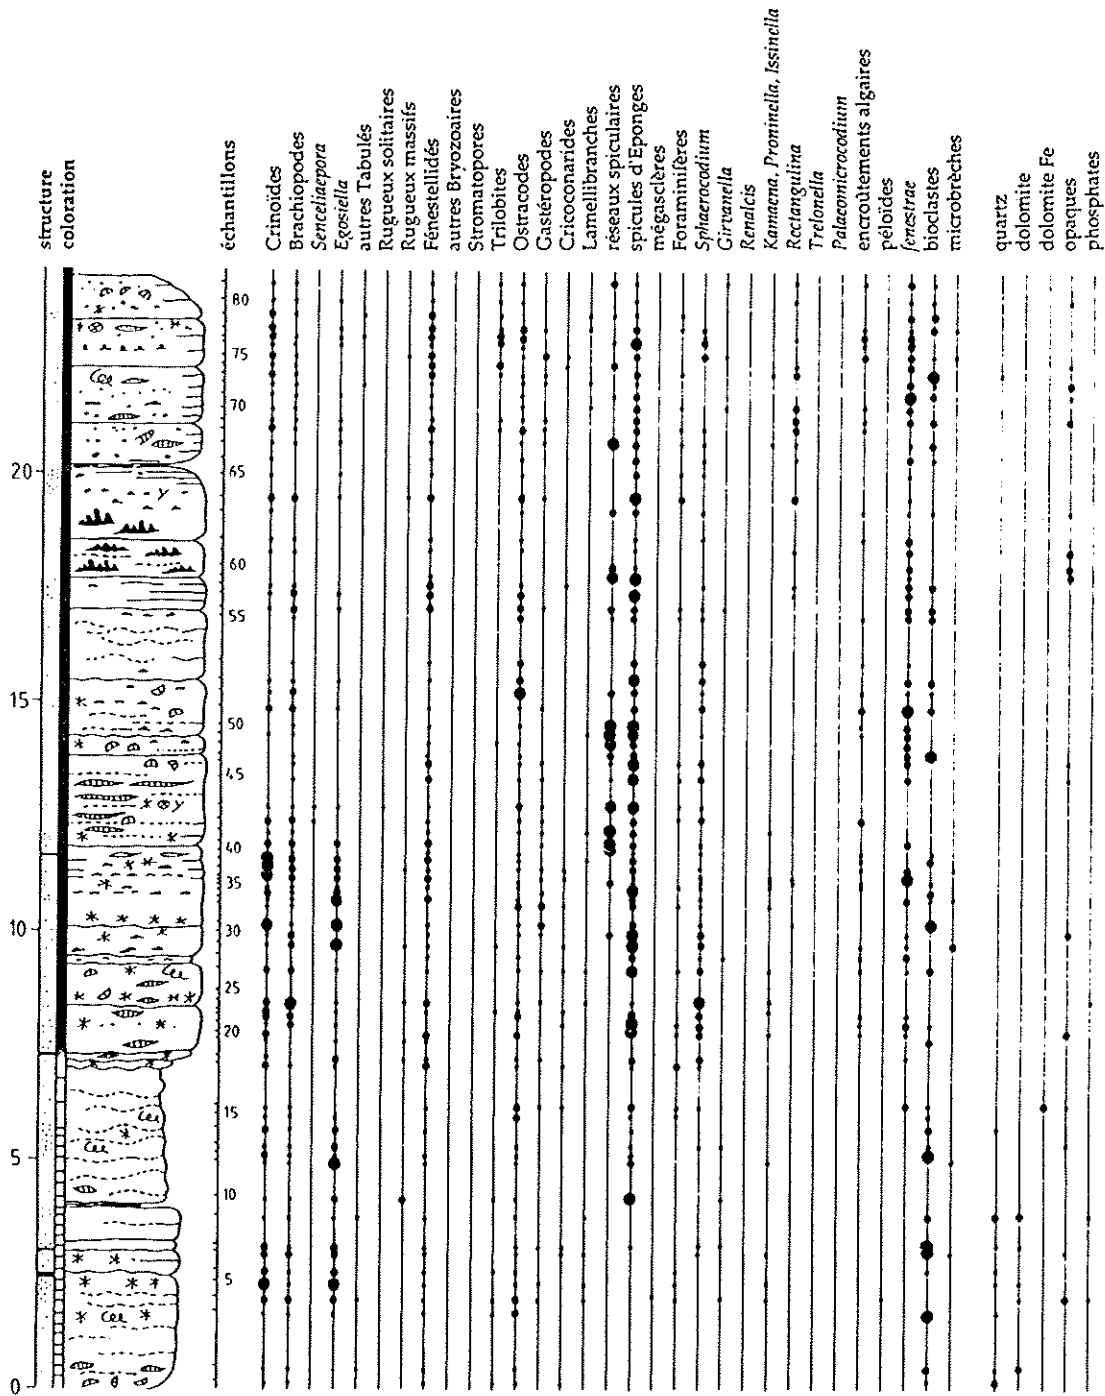 structure
coloration
échantillons
Crinoïdes
Brachiopodes
Senceliaepora
Egosiella
autres Tabulés
Rugueux solitaires
Rugueux massifs
Fénestellidés
autres Bryozoaires
Stromatopores
Trilobites
Ostracodes
Gastéropodes
Cricoconarides
Lamellibranches
réseaux spiculaires
spicules d'Eponges
mégasclères
Foraminifères
Sphaerocodium
Girvanella
Renalcis
Kamaena, Proninella, Issinella
Rectangulina
Trelonella
Palaeomicrocodium
encroûtements algaires
péloïdes
fenestrae
bioclastes
microbrèches
quartz
dolomite
dolomite Fe
opaques
phosphates
80
75
70
20
65
60
55
15
50
45
40
35
10
30
25
20
15
5
10
5
0